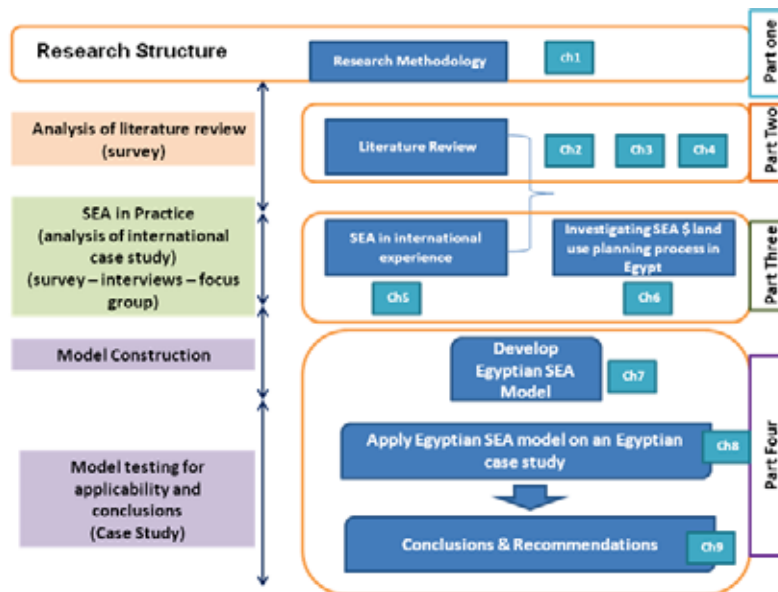 Research Structure
Research Methodology
ch1
Part one
Analysis of literature review
(survey)
Literature Review
Ch2
Ch3
Ch4
Part Two
SEA in Practice
(analysis of international
case study)
(survey – interviews – focus
group)
SEA in international
experience
Ch5
Investigating SEA $ land
use planning process in
Egypt
Ch6
Part Three
Model Construction
Develop
Egyptian SEA
Model
Ch7
Model testing for
applicability and
conclusions
(Case Study)
Apply Egyptian SEA model on an Egyptian
case study
Ch8
Conclusions & Recommendations
Ch9
Part Four